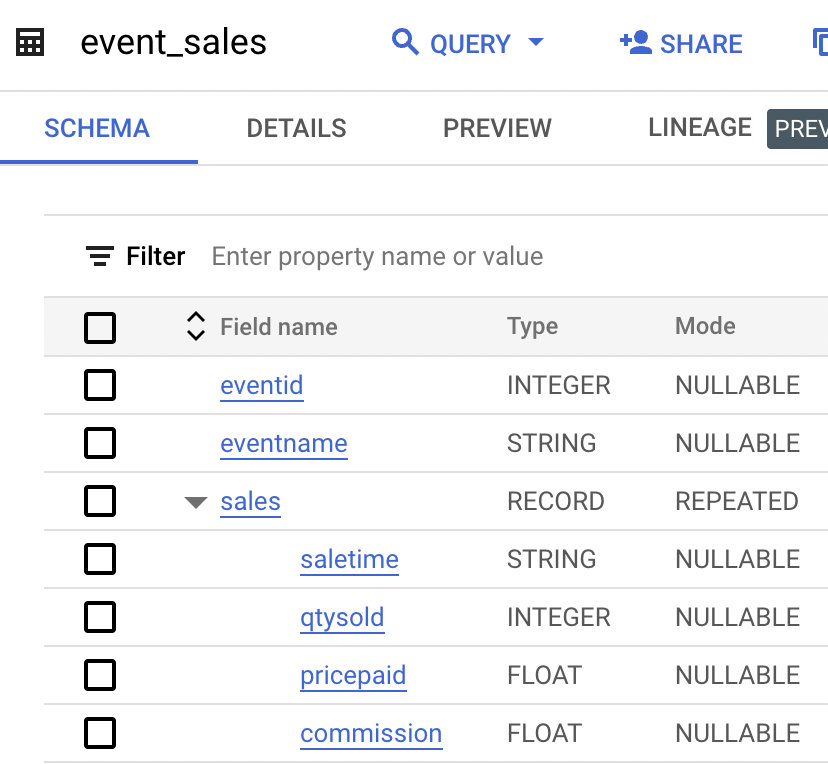 event_sales QUERY SHARE
SCHEMA DETAILS PREVIEW LINEAGE PREV
Filter Enter property name or value
Field name Type Mode
eventid INTEGER NULLABLE
eventname STRING NULLABLE
sales RECORD REPEATED
saletime STRING NULLABLE
qtysold INTEGER NULLABLE
pricepaid FLOAT NULLABLE
commission FLOAT NULLABLE